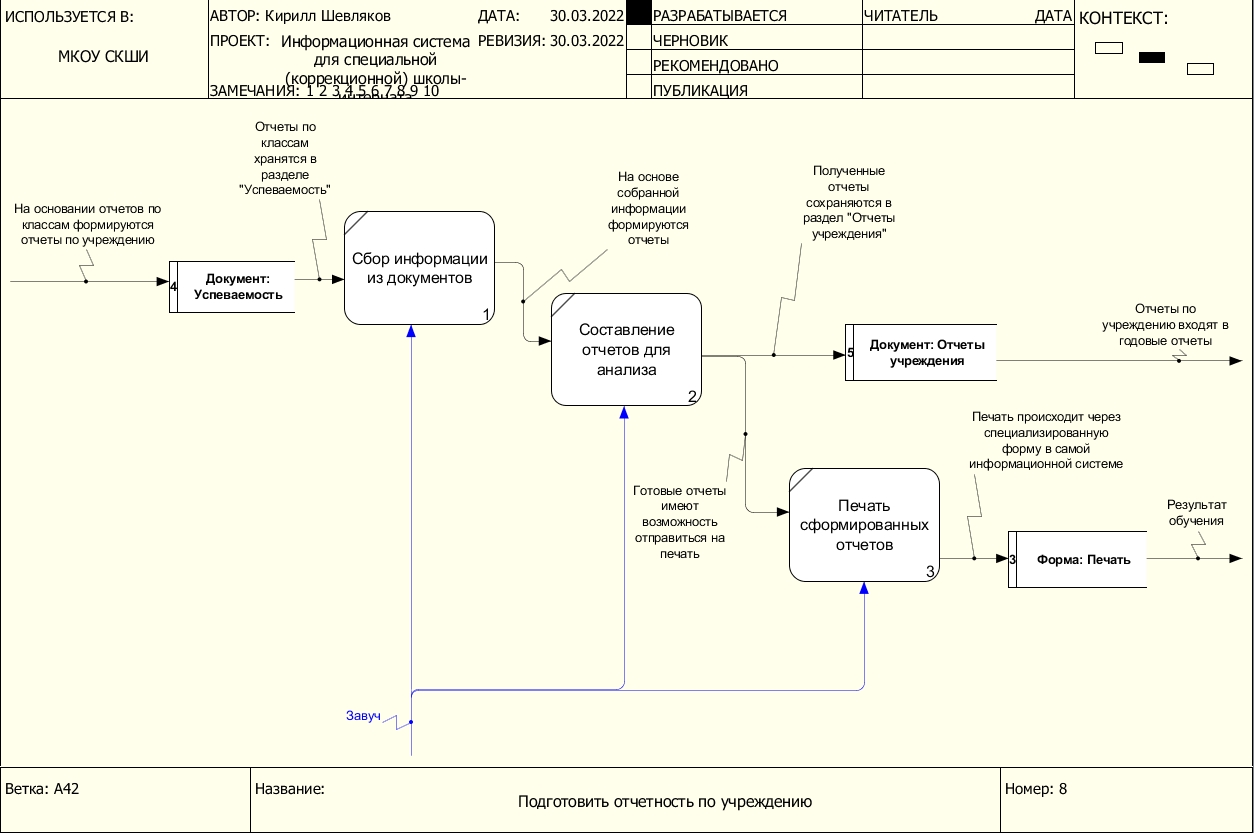 ИСПОЛЬЗУЕТСЯ В:
МКОУ СКШИ
АВТОР: Кирилл Шевляков
ДАТА: 30.03.2022
ПРОЕКТ: Информационная система
для специальной
(коррекционной) школы-
интерната
РЕВИЗИЯ: 30.03.2022
ЗАМЕЧАНИЯ: 1 2 3 4 5 6 7 8 9 10
РАЗРАБАТЫВАЕТСЯ
ЧЕРНОВИК
РЕКОМЕНДОВАНО
ПУБЛИКАЦИЯ
ЧИТАТЕЛЬ
ДАТА
КОНТЕКСТ:
На основании отчетов по
классам формируются
отчеты по учреждению
4
Документ:
Успеваемость
Отчеты по
классам
хранятся в
разделе
"Успеваемость"
Сбор информации
из документов
1
На основе
собранной
информации
формируются
отчеты
Составление
отчетов для
анализа
2
Полученные
отчеты
сохраняются в
раздел "Отчеты
учреждения"
5
Документ: Отчеты
учреждения
Отчеты по
учреждению входят в
годовые отчеты
Готовые отчеты
имеют
возможность
отправиться на
печать
Печать
сформированных
отчетов
3
Печать происходит через
специализированную
форму в самой
информационной системе
3
Форма: Печать
Результат
обучения
Завуч
Ветка: A42
Название:
Подготовить отчетность по учреждению
Номер: 8